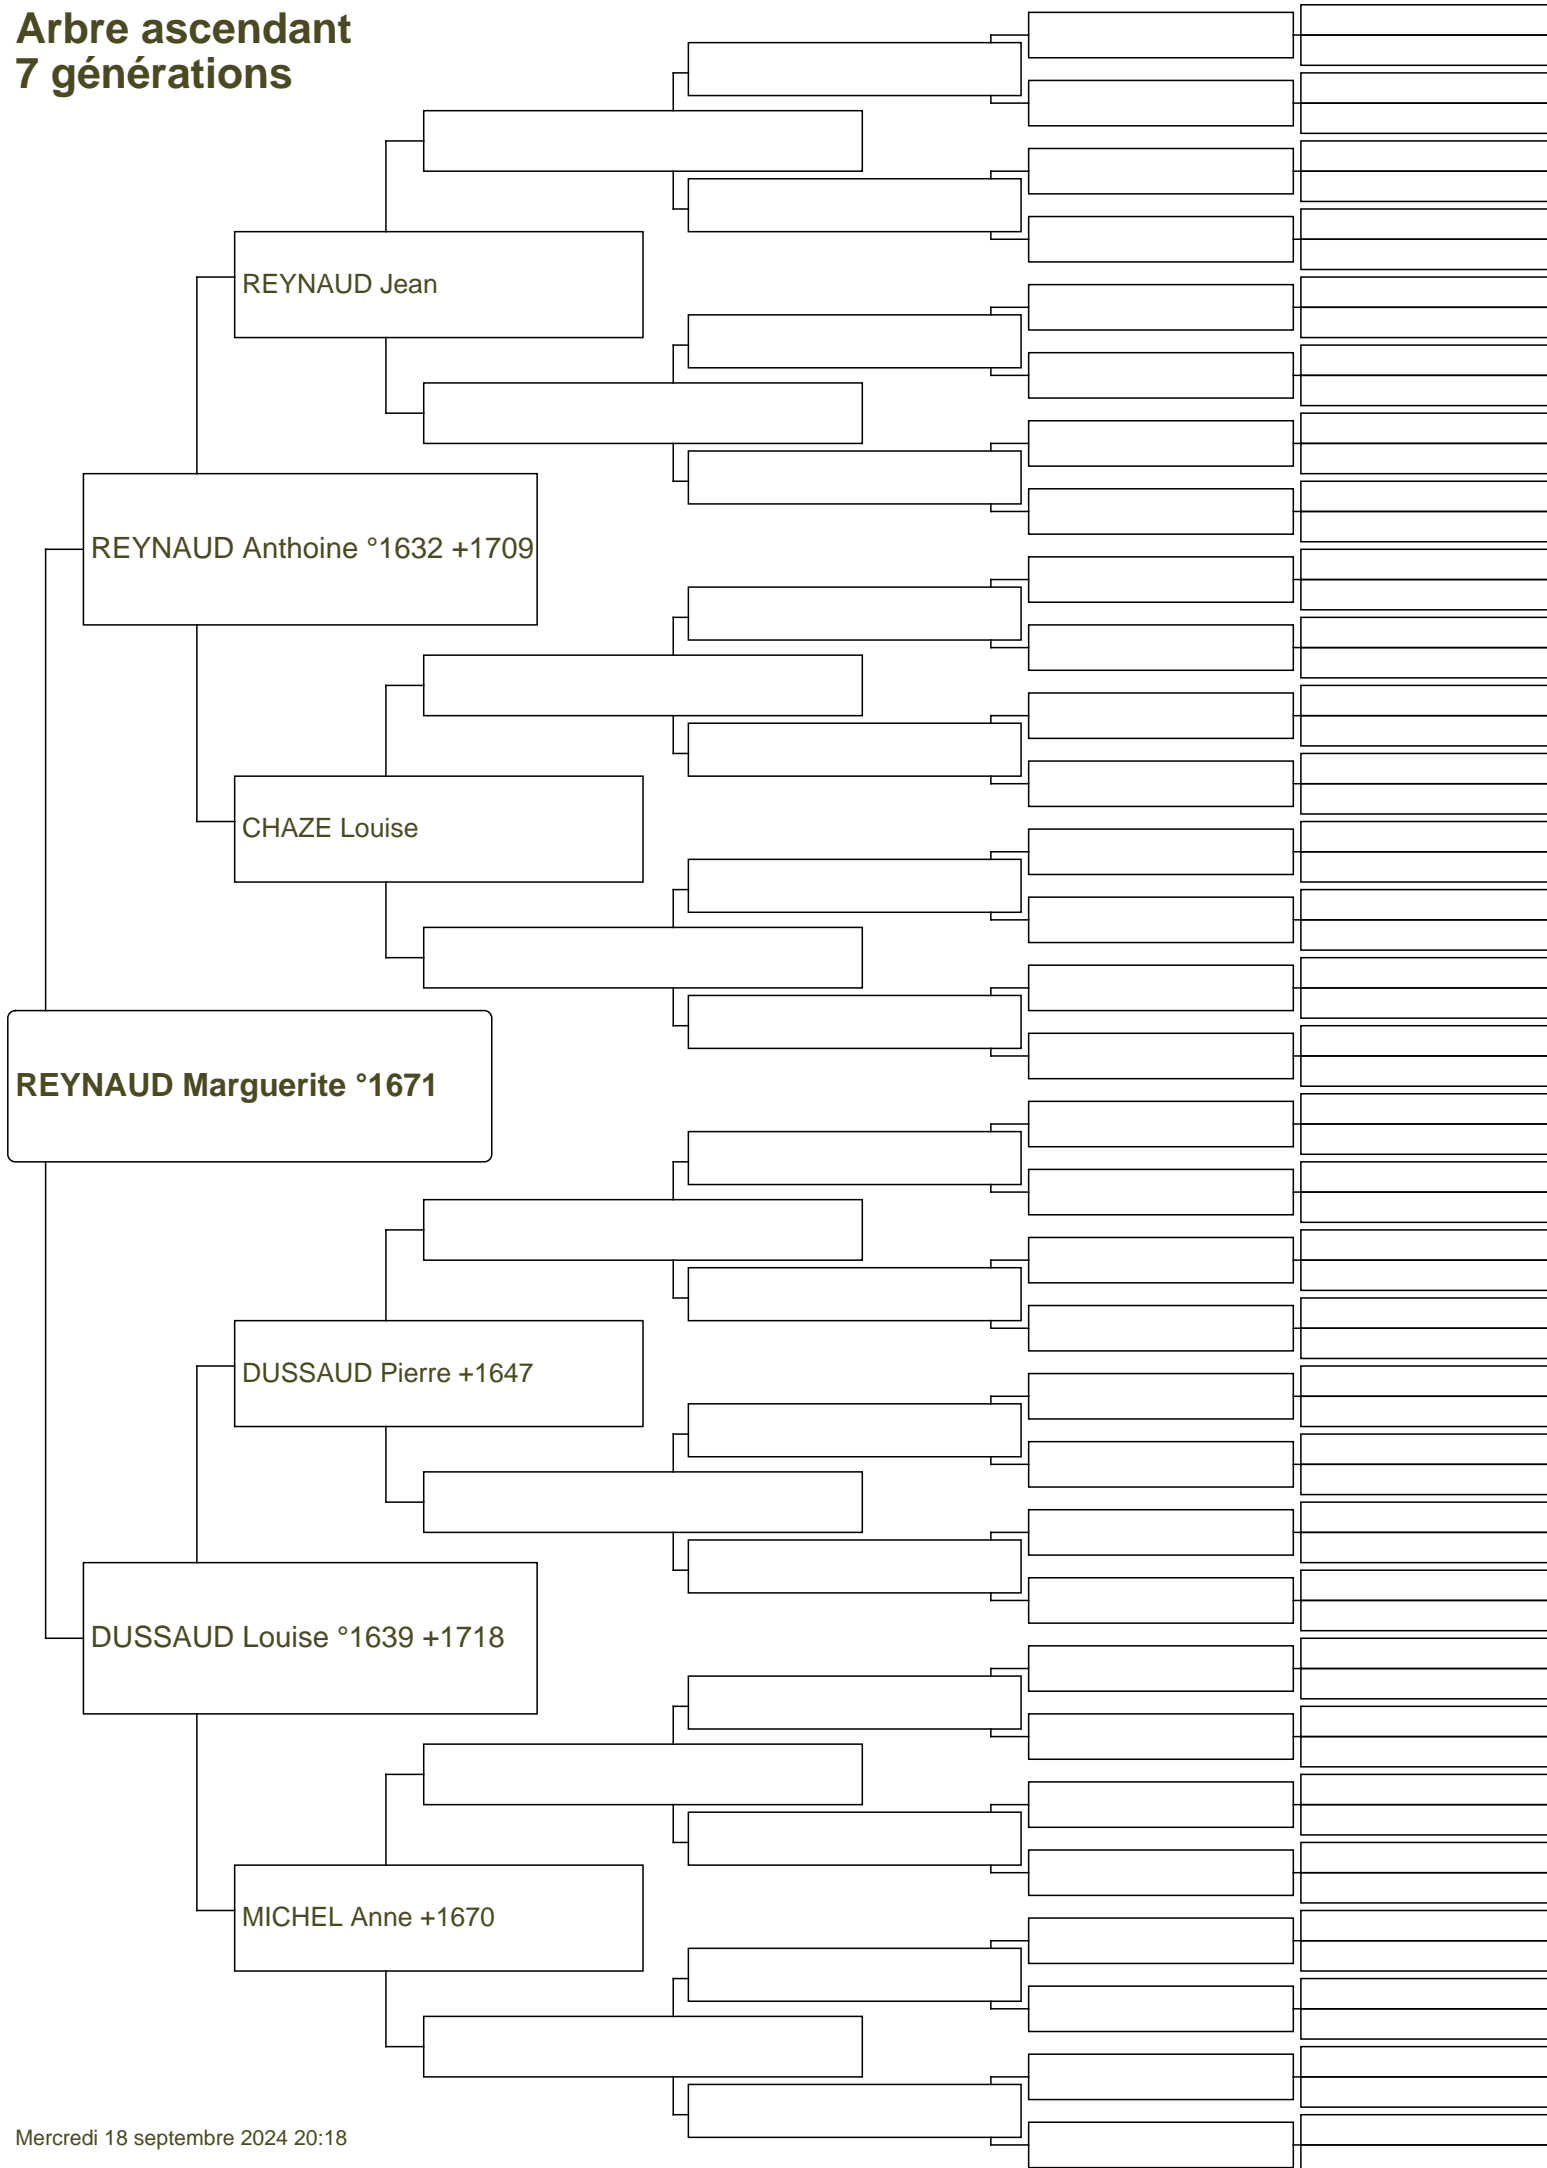 Arbre ascendant
7 générations
REYNAUD Jean
REYNAUD Anthoine °1632 +1709
CHAZE Louise
REYNAUD Marguerite °1671
DUSSAUD Pierre +1647
DUSSAUD Louise °1639 +1718
MICHEL Anne +1670
Mercredi 18 septembre 2024 20:18